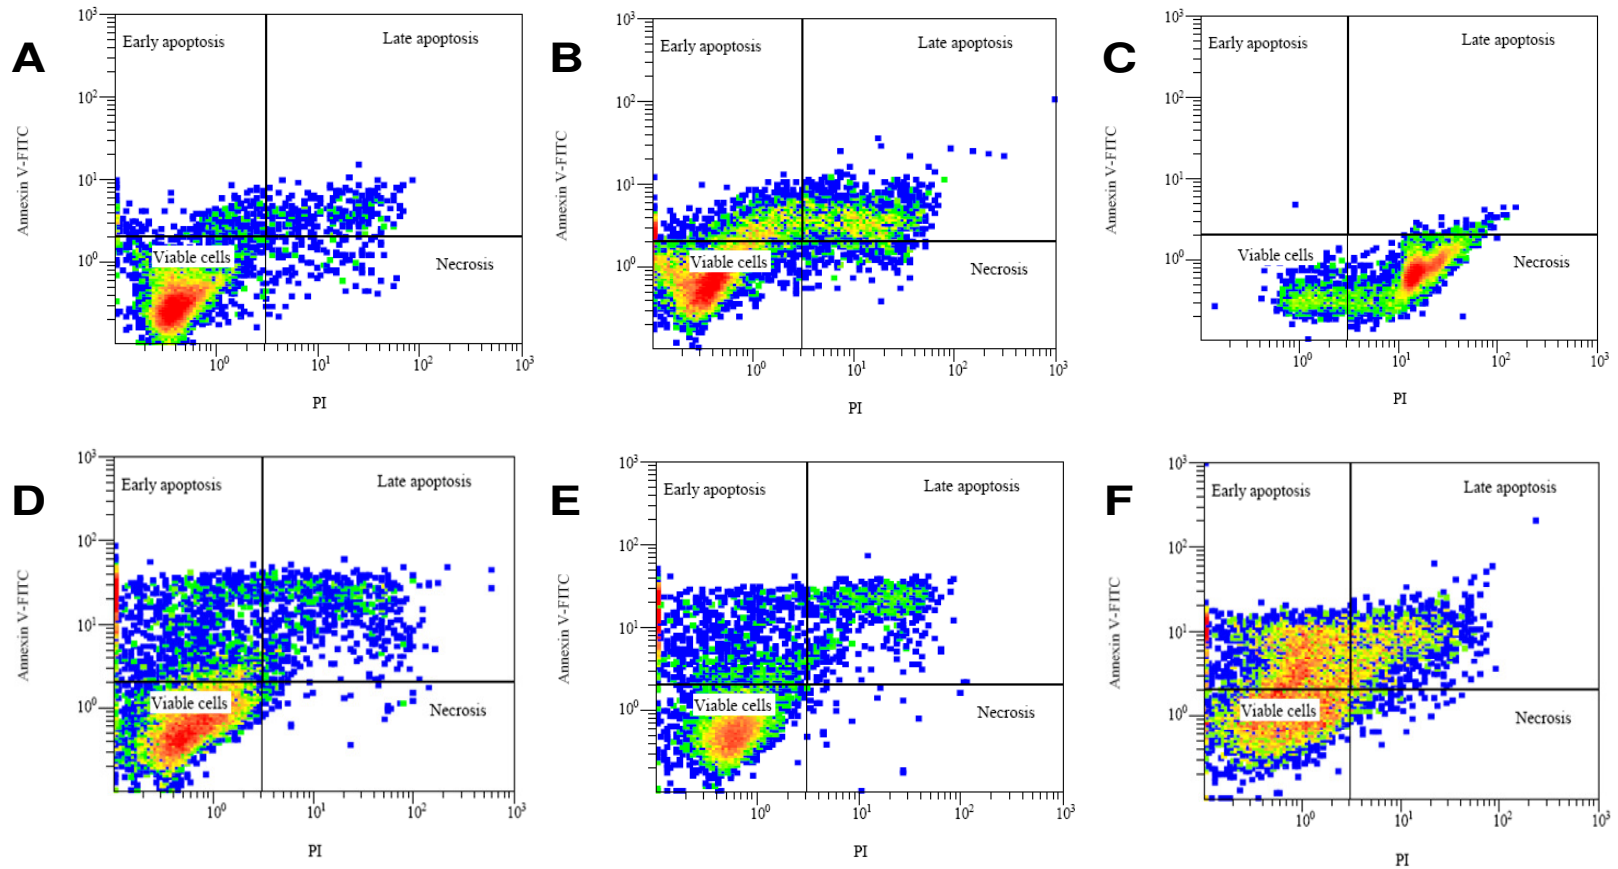 A
10³
Early apoptosis
Late apoptosis
10²
Annexin V-FITC
10¹
Viable cells
10⁰
Necrosis
10⁰
10¹
10²
10³
PI
B
10³
Early apoptosis
Late apoptosis
10²
Annexin V-FITC
10¹
Viable cells
10⁰
Necrosis
10⁰
10¹
10²
10³
PI
C
10³
Early apoptosis
Late apoptosis
10²
Annexin V-FITC
10¹
Viable cells
10⁰
Necrosis
10⁰
10¹
10²
10³
PI
D
10³
Early apoptosis
Late apoptosis
10²
Annexin V-FITC
10¹
Viable cells
10⁰
Necrosis
10⁰
10¹
10²
10³
PI
E
10³
Early apoptosis
Late apoptosis
10²
Annexin V-FITC
10¹
Viable cells
10⁰
Necrosis
10⁰
10¹
10²
10³
PI
F
10³
Early apoptosis
Late apoptosis
10²
Annexin V-FITC
10¹
Viable cells
10⁰
Necrosis
10⁰
10¹
10²
10³
PI